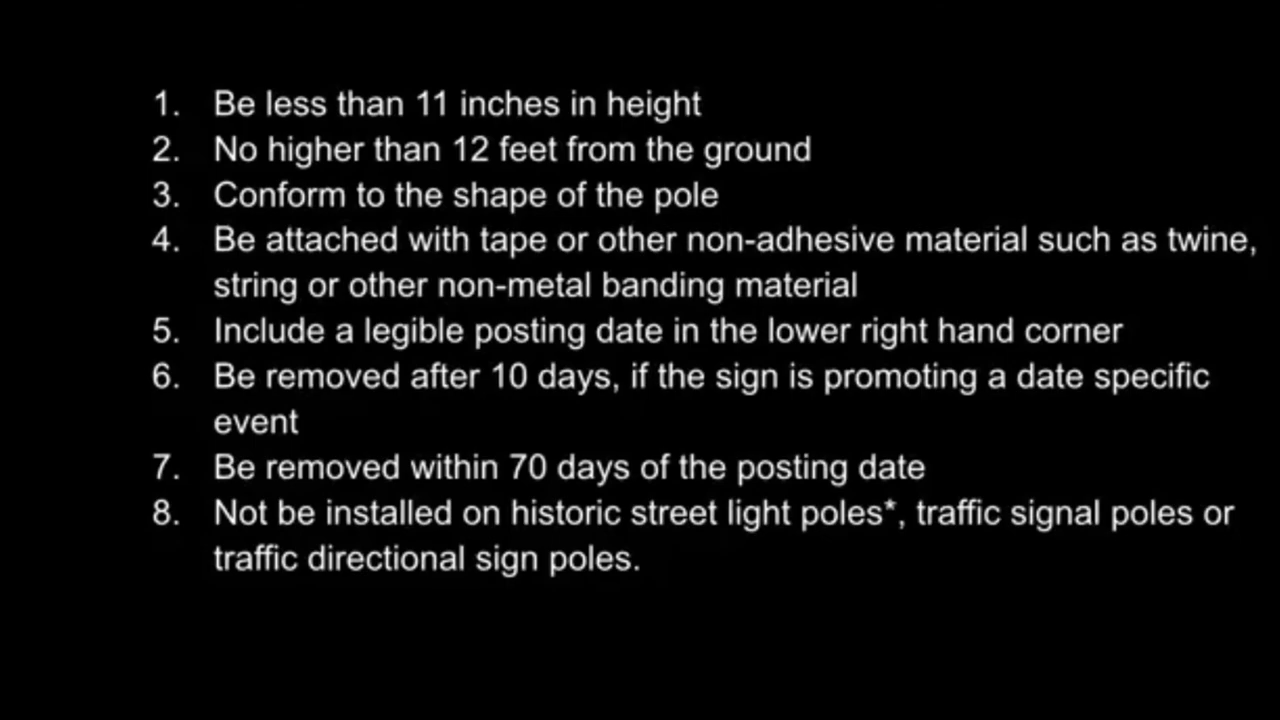 1. Be less than 11 inches in height
2. No higher than 12 feet from the ground
3. Conform to the shape of the pole
4. Be attached with tape or other non-adhesive material such as twine,
string or other non-metal banding material
5. Include a legible posting date in the lower right hand corner
6. Be removed after 10 days, if the sign is promoting a date specific
event
7. Be removed within 70 days of the posting date
8. Not be installed on historic street light poles*, traffic signal poles or
traffic directional sign poles.